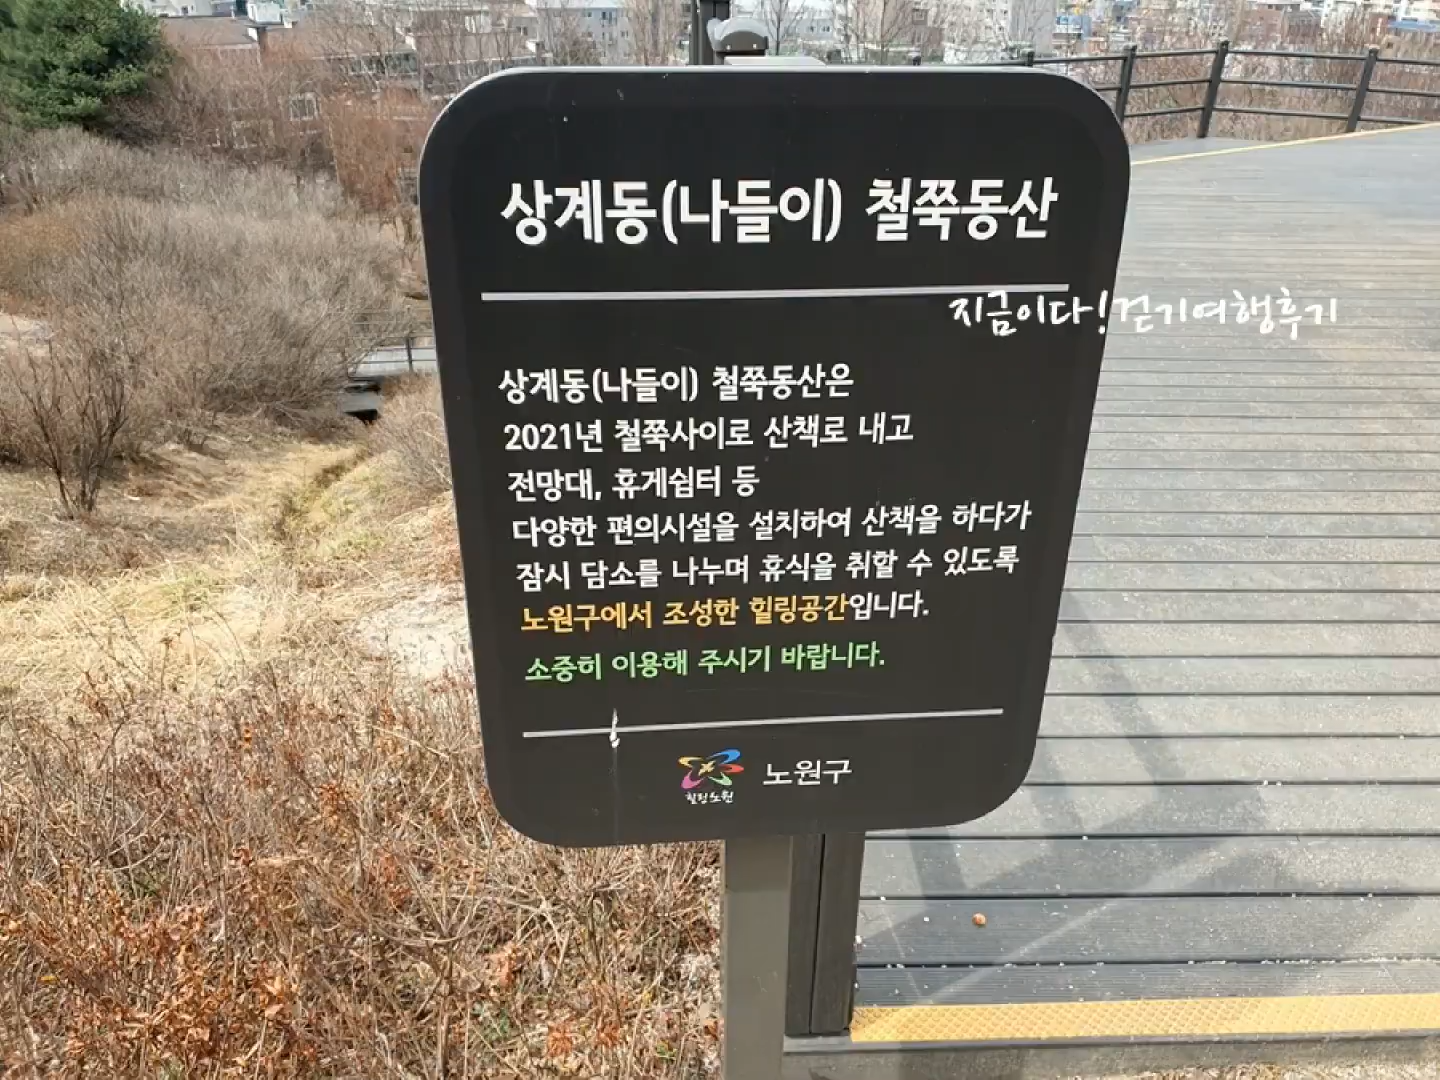 상계동(나들이) 철쭉동산
지금이다! 걷기여행후기
상계동(나들이) 철쭉동산은
2021년 철쭉사이로 산책로 내고
전망대, 휴게쉼터 등
다양한 편의시설을 설치하여 산책을 하다가
잠시 담소를 나누며 휴식을 취할 수 있도록
노원구에서 조성한 힐링공간입니다.
소중히 이용해 주시기 바랍니다.
힐링노원
노원구